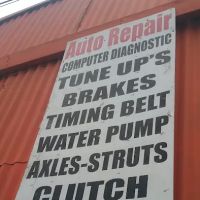 Auto Repair
COMPUTER DIAGNOSTIC
TUNE UP'S
BRAKES
TIMING BELT
WATER PUMP
AXLES-STRUTS
CLUTCH